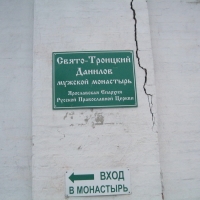 Свято-Троицкий
Данилов
мужской монастырь
Ярославская Епархия
Русской Православной Церкви
ВХОД
В МОНАСТЫРЬ